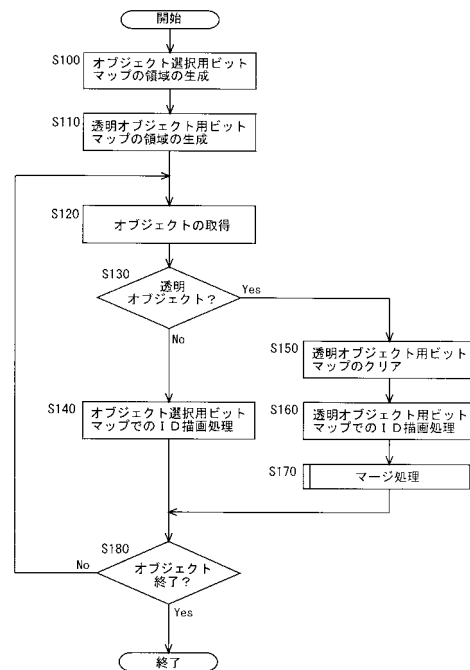 開始
S100
オブジェクト選択用ビット
マップの領域の生成
S110
透明オブジェクト用ビット
マップの領域の生成
S120
オブジェクトの取得
S130
透明
オブジェクト?
Yes
No
S150
透明オブジェクト用ビット
マップのクリア
S140
オブジェクト選択用ビット
マップでのID描画処理
S160
透明オブジェクト用ビット
マップでのID描画処理
S170
マージ処理
S180
オブジェクト
終了?
No
Yes
終了